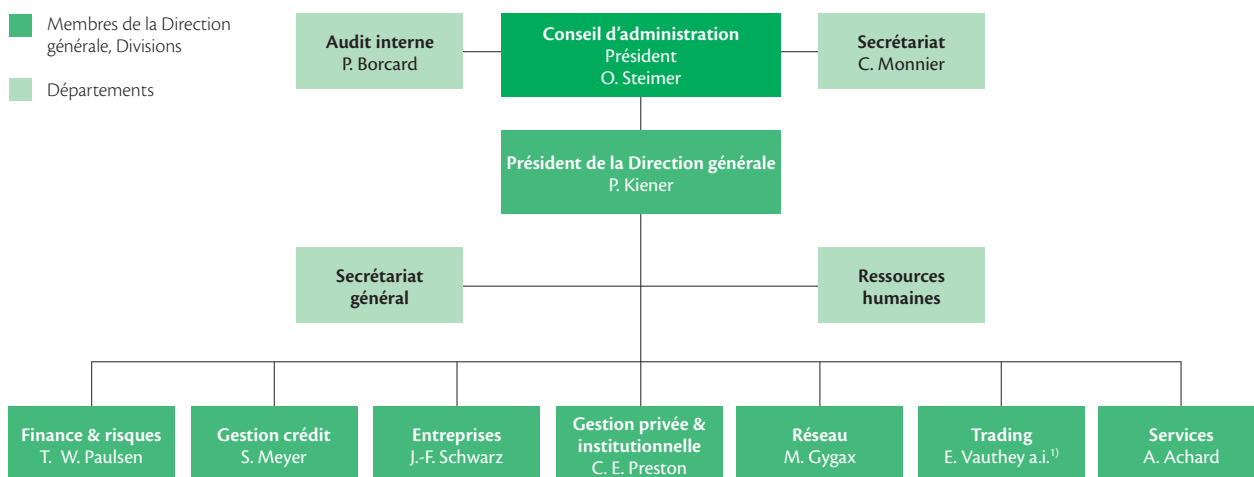 Membres de la Direction
générale, Divisions
Départements
Audit interne
P. Borcard
Conseil d'administration
Président
O. Steimer
Secrétariat
C. Monnier
Président de la Direction générale
P. Kiener
Secrétariat
général
Ressources
humaines
Finance & risques
T. W. Paulsen
Gestion crédit
S. Meyer
Entreprises
J.-F. Schwarz
Gestion privée &
institutionnelle
C. E. Preston
Réseau
M. Gygax
Trading
E. Vauthey a.i.¹⁾
Services
A. Achard